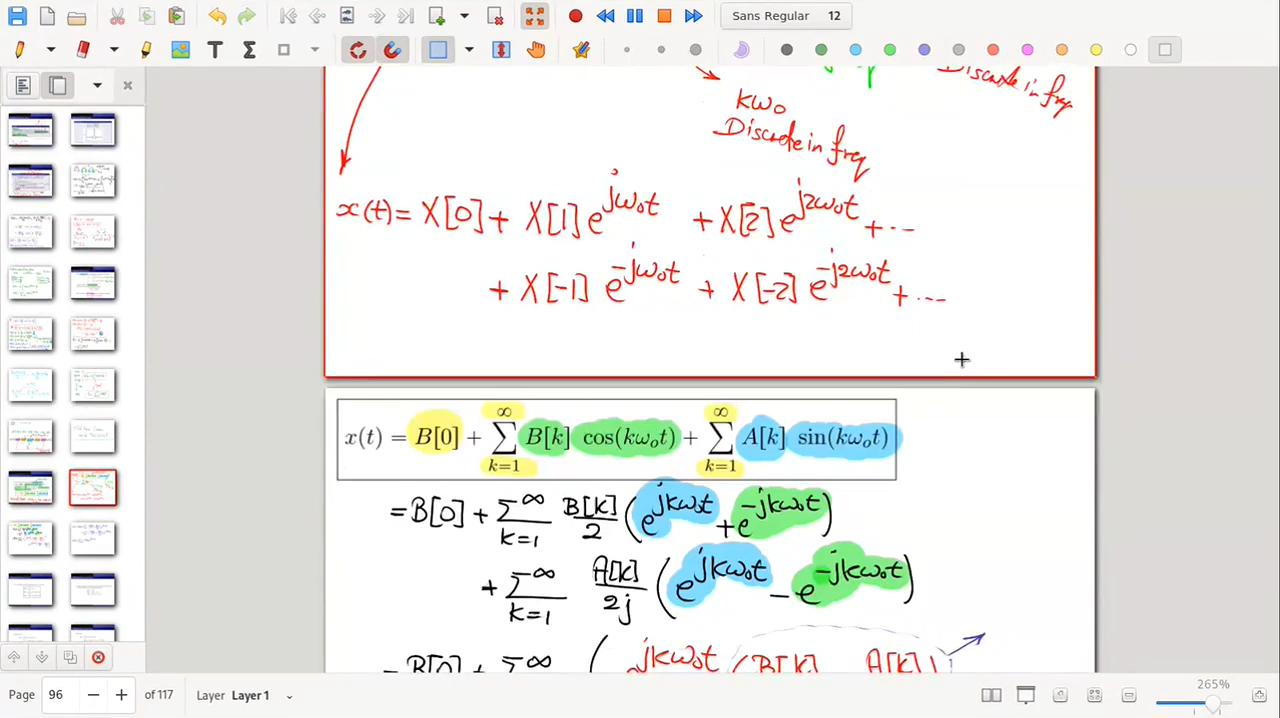 Sans Regular 12
Discrete in freq
kω₀
Discrete in freq
x(t) = X[0] + X[1] e^{jω₀t} + X[2] e^{j2ω₀t} + ...
+ X[-1] e^{-jω₀t} + X[-2] e^{-j2ω₀t} + ...
x(t) = B[0] + ∑_{k=1}^{∞} B[k] cos(kω₀t) + ∑_{k=1}^{∞} A[k] sin(kω₀t)
= B[0] + ∑_{k=1}^{∞} B[k]/2 (e^{jkω₀t} + e^{-jkω₀t})
+ ∑_{k=1}^{∞} A[k]/2j (e^{jkω₀t} - e^{-jkω₀t})
= B[0] + ∑^{∞} ( e^{jkω₀t} (B[k] A[k]
Page 96 of 117 Layer Layer 1 265%